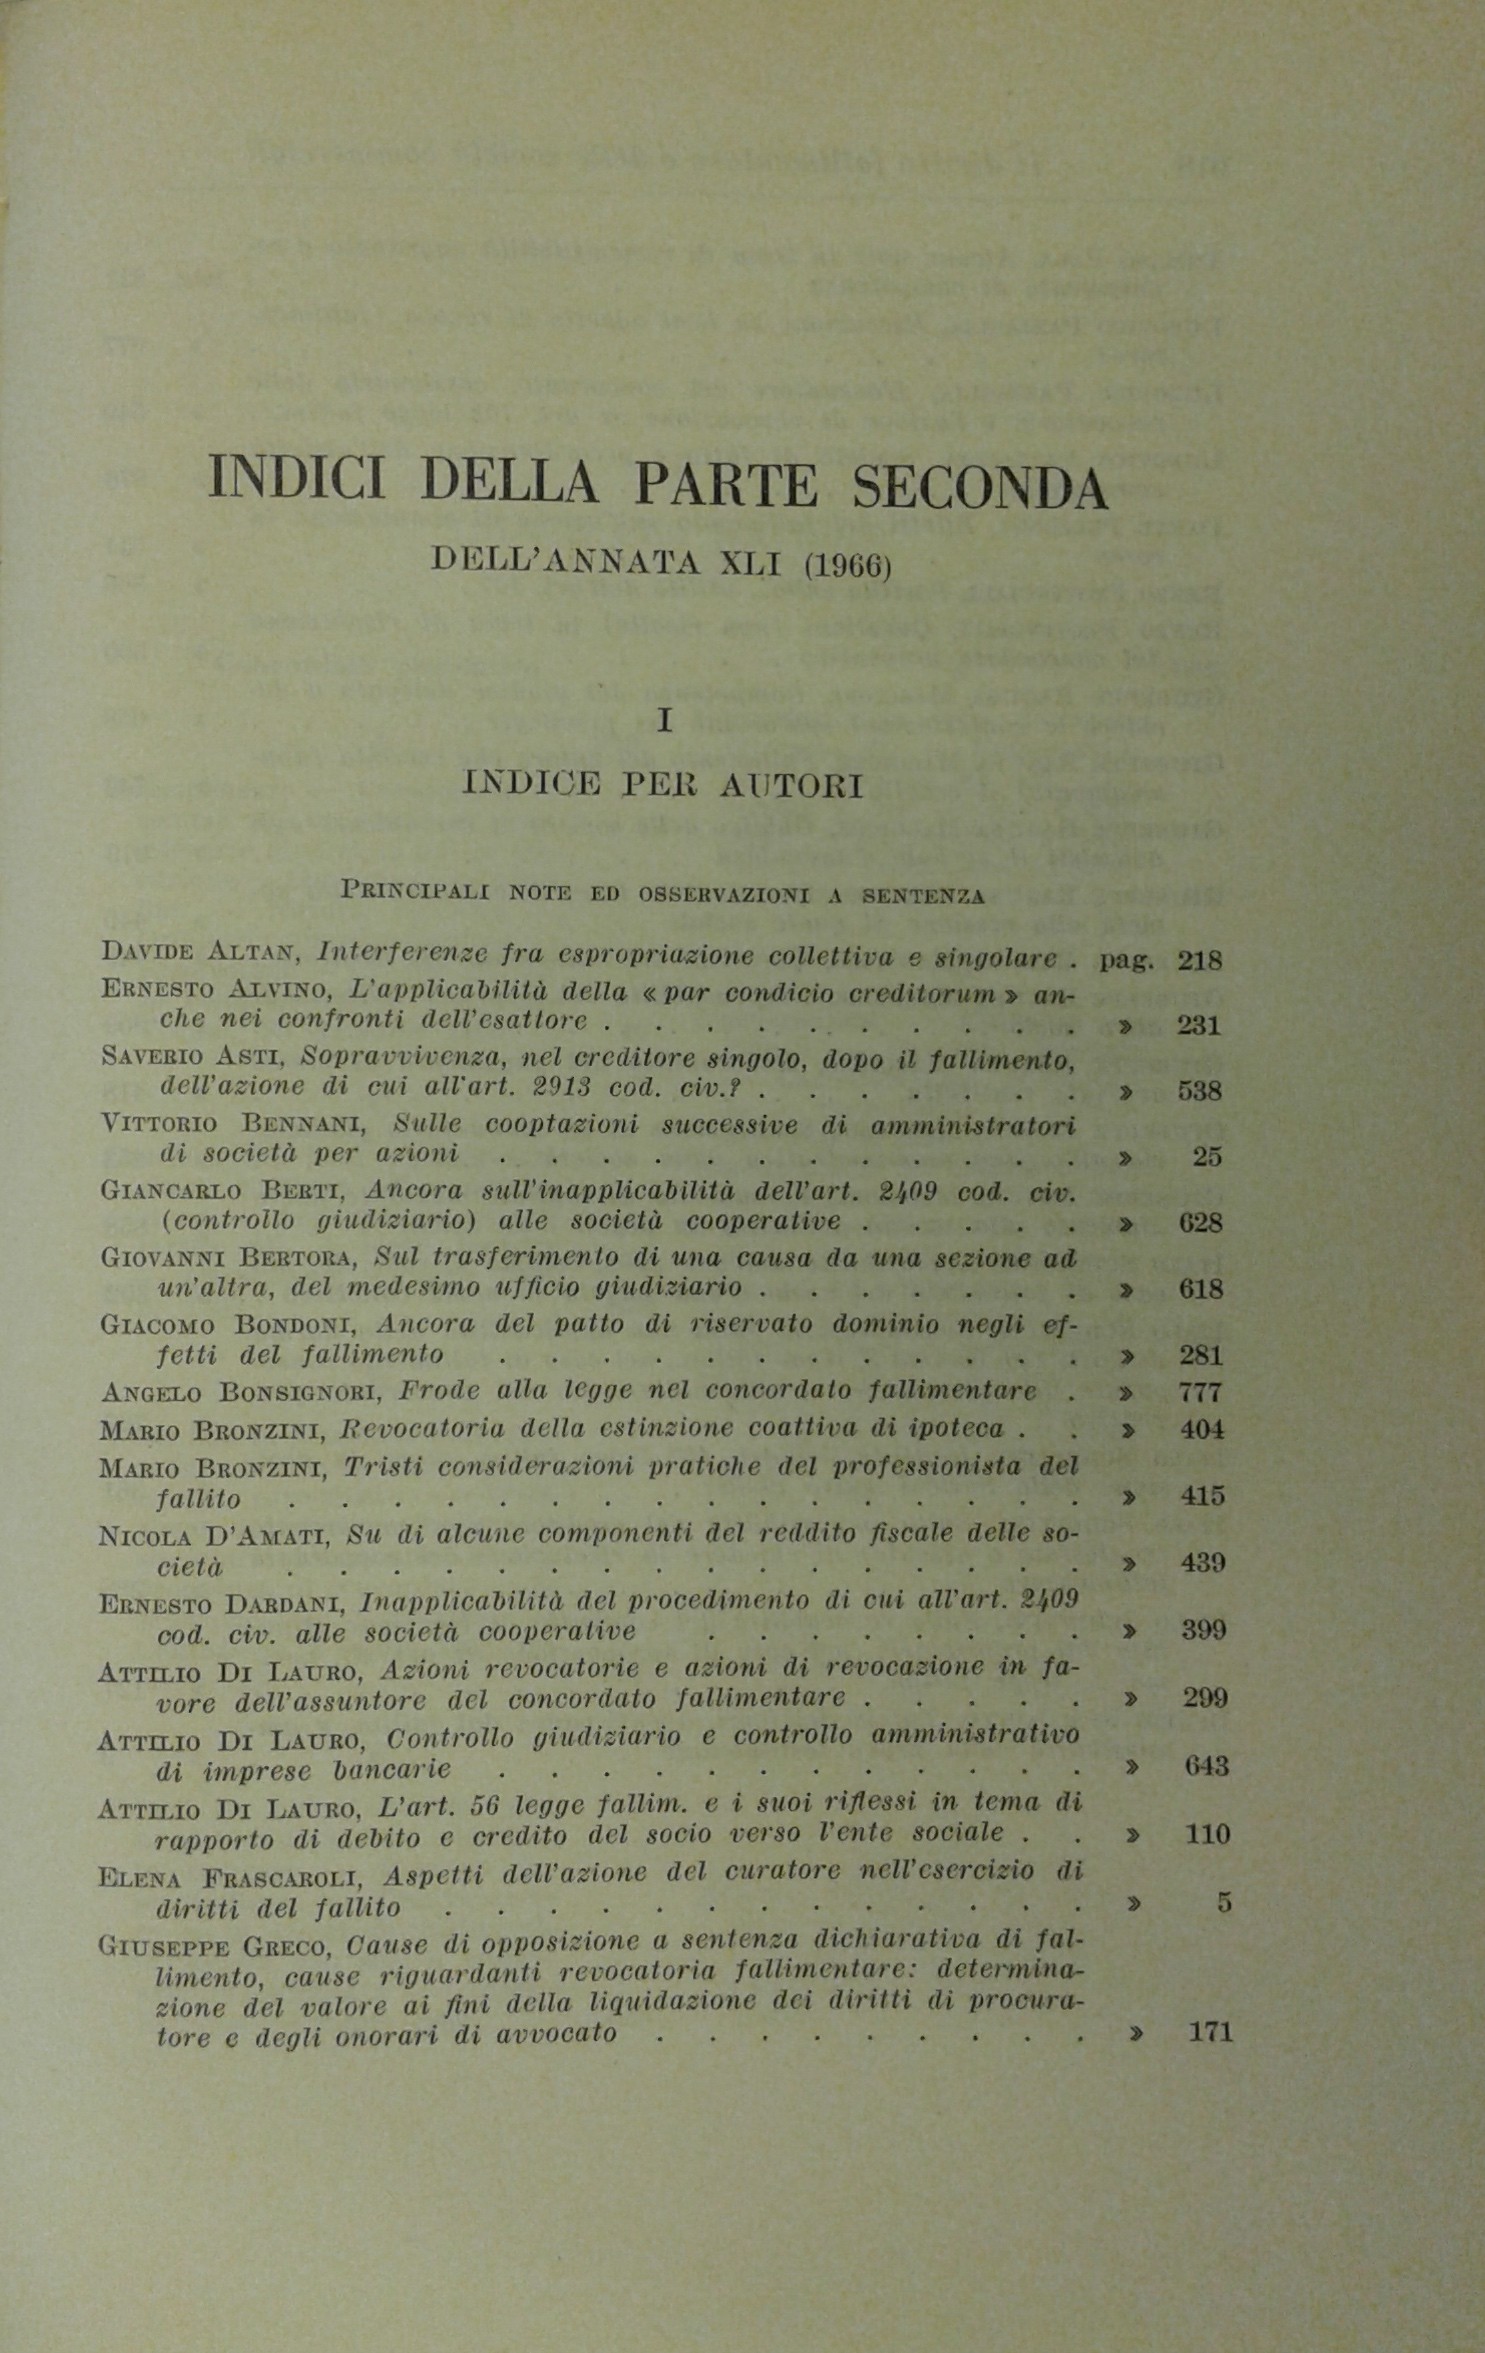 INDICI DELLA PARTE SECONDA
DELL'ANNATA XLI (1966)
I
INDICE PER AUTORI
PRINCIPALI NOTE ED OSSERVAZIONI A SENTENZA
DAVIDE ALTAN, Interferenze fra espropriazione collettiva e singolare . pag. 218
ERNESTO ALVINO, L'applicabilità della « par condicio creditorum » an-
che nei confronti dell'esattore . . . . . . . . . . » 231
SAVERIO ASTI, Sopravvivenza, nel creditore singolo, dopo il fallimento,
dell'azione di cui all'art. 2913 cod. civ.? . . . . . . . » 538
VITTORIO BENNANI, Sulle cooptazioni successive di amministratori
di società per azioni . . . . . . . . . . . . » 25
GIANCARLO BERTI, Ancora sull'inapplicabilità dell'art. 2409 cod. civ.
(controllo giudiziario) alle società cooperative . . . . . » 628
GIOVANNI BERTORA, Sul trasferimento di una causa da una sezione ad
un'altra, del medesimo ufficio giudiziario . . . . . . . » 618
GIACOMO BONDONI, Ancora del patto di riservato dominio negli ef-
fetti del fallimento . . . . . . . . . . . . » 281
ANGELO BONSIGNORI, Frode alla legge nel concordato fallimentare . » 777
MARIO BRONZINI, Revocatoria della estinzione coattiva di ipoteca . . » 404
MARIO BRONZINI, Tristi considerazioni pratiche del professionista del
fallito . . . . . . . . . . . . . . . . » 415
NICOLA D'AMATI, Su di alcune componenti del reddito fiscale delle so-
cietà . . . . . . . . . . . . . . . . » 439
ERNESTO DARDANI, Inapplicabilità del procedimento di cui all'art. 2409
cod. civ. alle società cooperative . . . . . . . . » 399
ATTILIO DI LAURO, Azioni revocatorie e azioni di revocazione in fa-
vore dell'assuntore del concordato fallimentare . . . . . » 299
ATTILIO DI LAURO, Controllo giudiziario e controllo amministrativo
di imprese bancarie . . . . . . . . . . . . » 643
ATTILIO DI LAURO, L'art. 56 legge fallim. e i suoi riflessi in tema di
rapporto di debito e credito del socio verso l'ente sociale . . » 110
ELENA FRASCAROLI, Aspetti dell'azione del curatore nell'esercizio di
diritti del fallito . . . . . . . . . . . . . » 5
GIUSEPPE GRECO, Cause di opposizione a sentenza dichiarativa di fal-
limento, cause riguardanti revocatoria fallimentare: determina-
zione del valore ai fini della liquidazione dei diritti di procura-
tore e degli onorari di avvocato . . . . . . . . . » 171